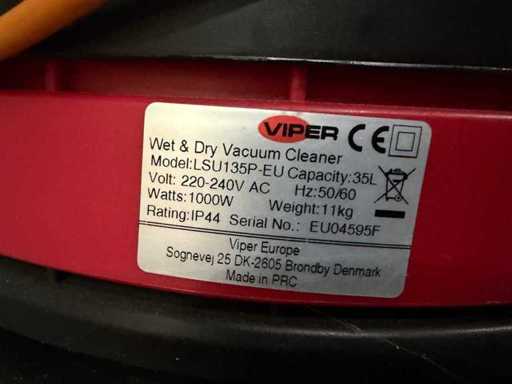 VIPER CE
Wet & Dry Vacuum Cleaner
Model:LSU135P-EU Capacity:35L
Volt: 220-240V AC Hz:50/60
Watts:1000W Weight:11kg
Rating:IP44 Serial No.: EU04595F
Viper Europe
Sognevej 25 DK-2605 Brondby Denmark
Made in PRC